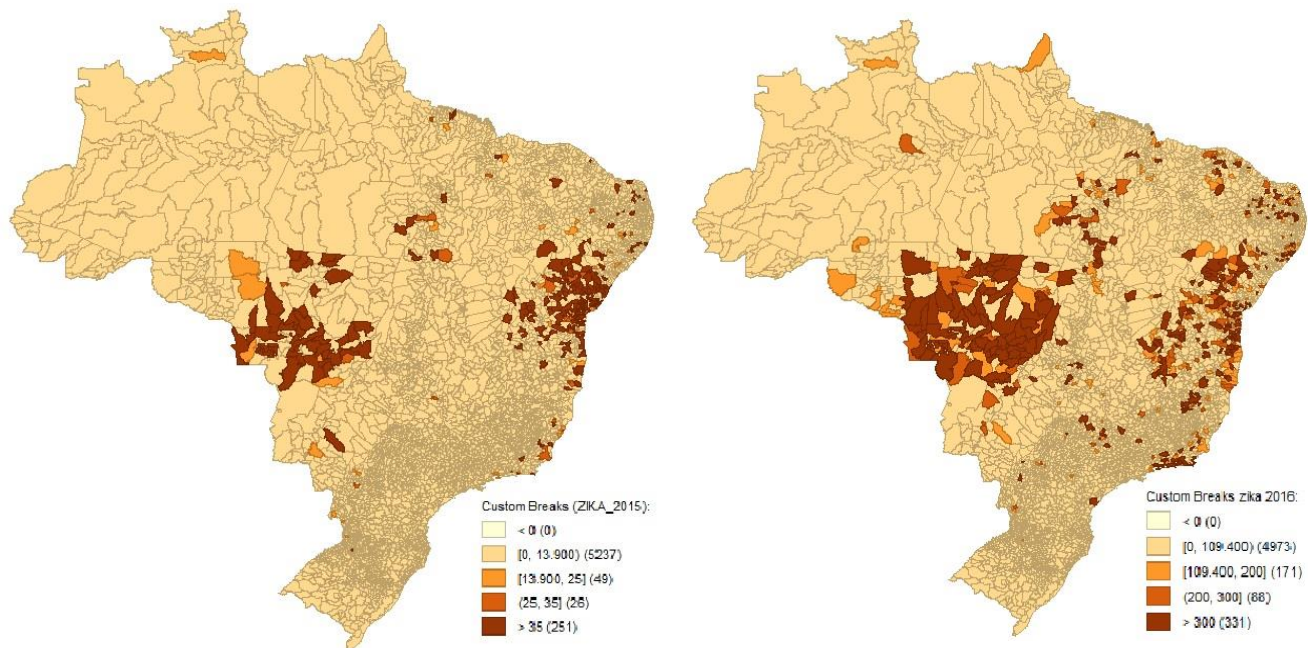 Custom Breaks (ZIKA_2015):
< 0 (0)
[0, 13.900) (5237)
[13.900, 25] (49)
(25, 35] (26)
> 35 (251)
Custom Breaks zika 2016:
< 0 (0)
[0, 109.400) (4973)
[109.400, 200] (171)
(200, 300] (88)
> 300 (331)